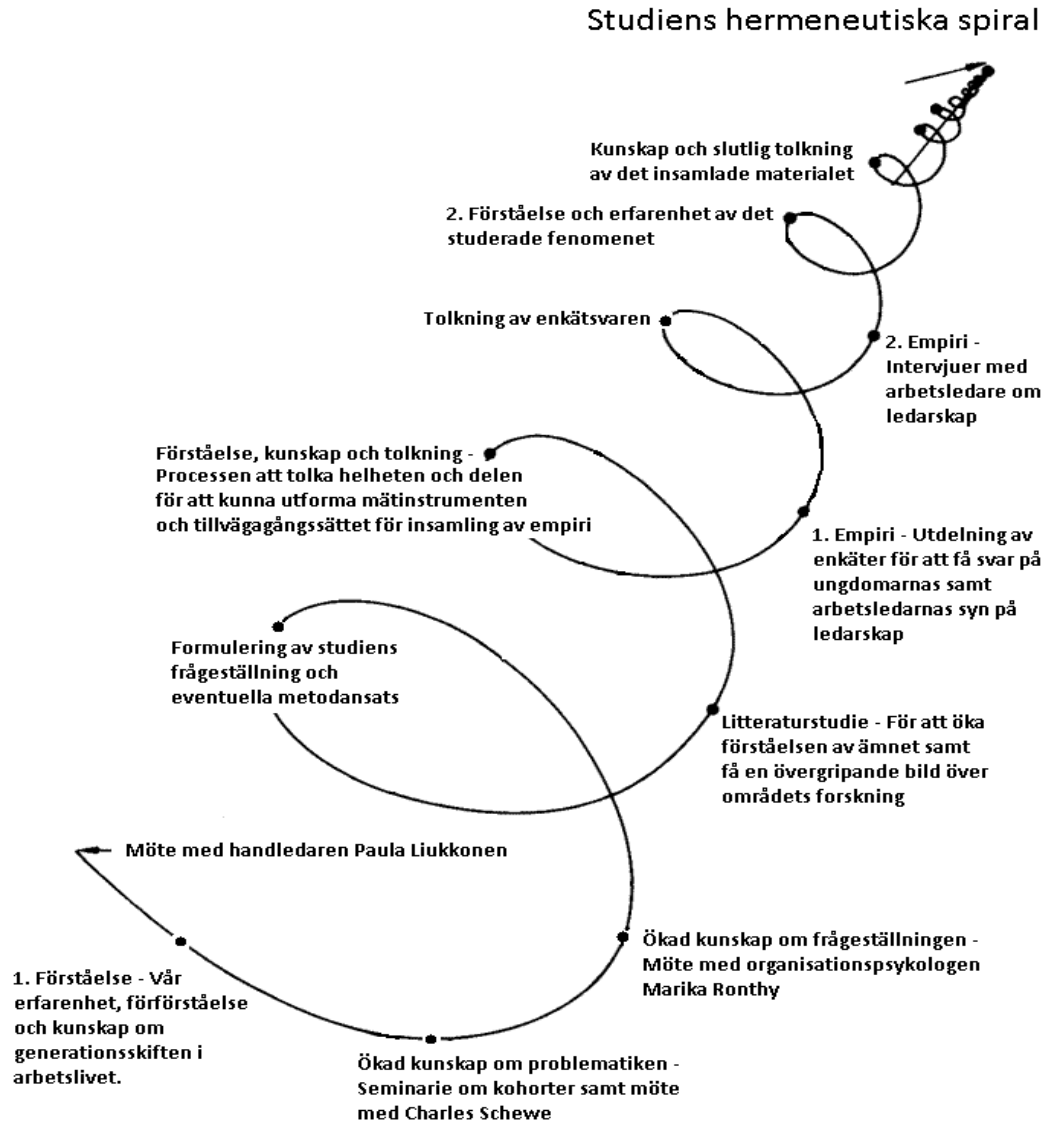 Studiens hermeneutiska spiral
Kunskap och slutlig tolkning
av det insamlade materialet
2. Förståelse och erfarenhet av det
studerade fenomenet
Tolkning av enkätsvaren
2. Empiri -
Intervjuer med
arbetsledare om
ledarskap
Förståelse, kunskap och tolkning -
Processen att tolka helheten och delen
för att kunna utforma mätinstrumenten
och tillvägagångssättet för insamling av empiri
1. Empiri - Utdelning av
enkäter för att få svar på
ungdomarnas samt
arbetsledarnas syn på
ledarskap
Formulering av studiens
frågeställning och
eventuella metodansats
Litteraturstudie - För att öka
förståelsen av ämnet samt
få en övergripande bild över
områdets forskning
Möte med handledaren Paula Liukkonen
Ökad kunskap om frågeställningen -
Möte med organisationspsykologen
Marika Ronthy
1. Förståelse - Vår
erfarenhet, förförståelse
och kunskap om
generationsskiften i
arbetslivet.
Ökad kunskap om problematiken -
Seminarie om kohorter samt möte
med Charles Schewe